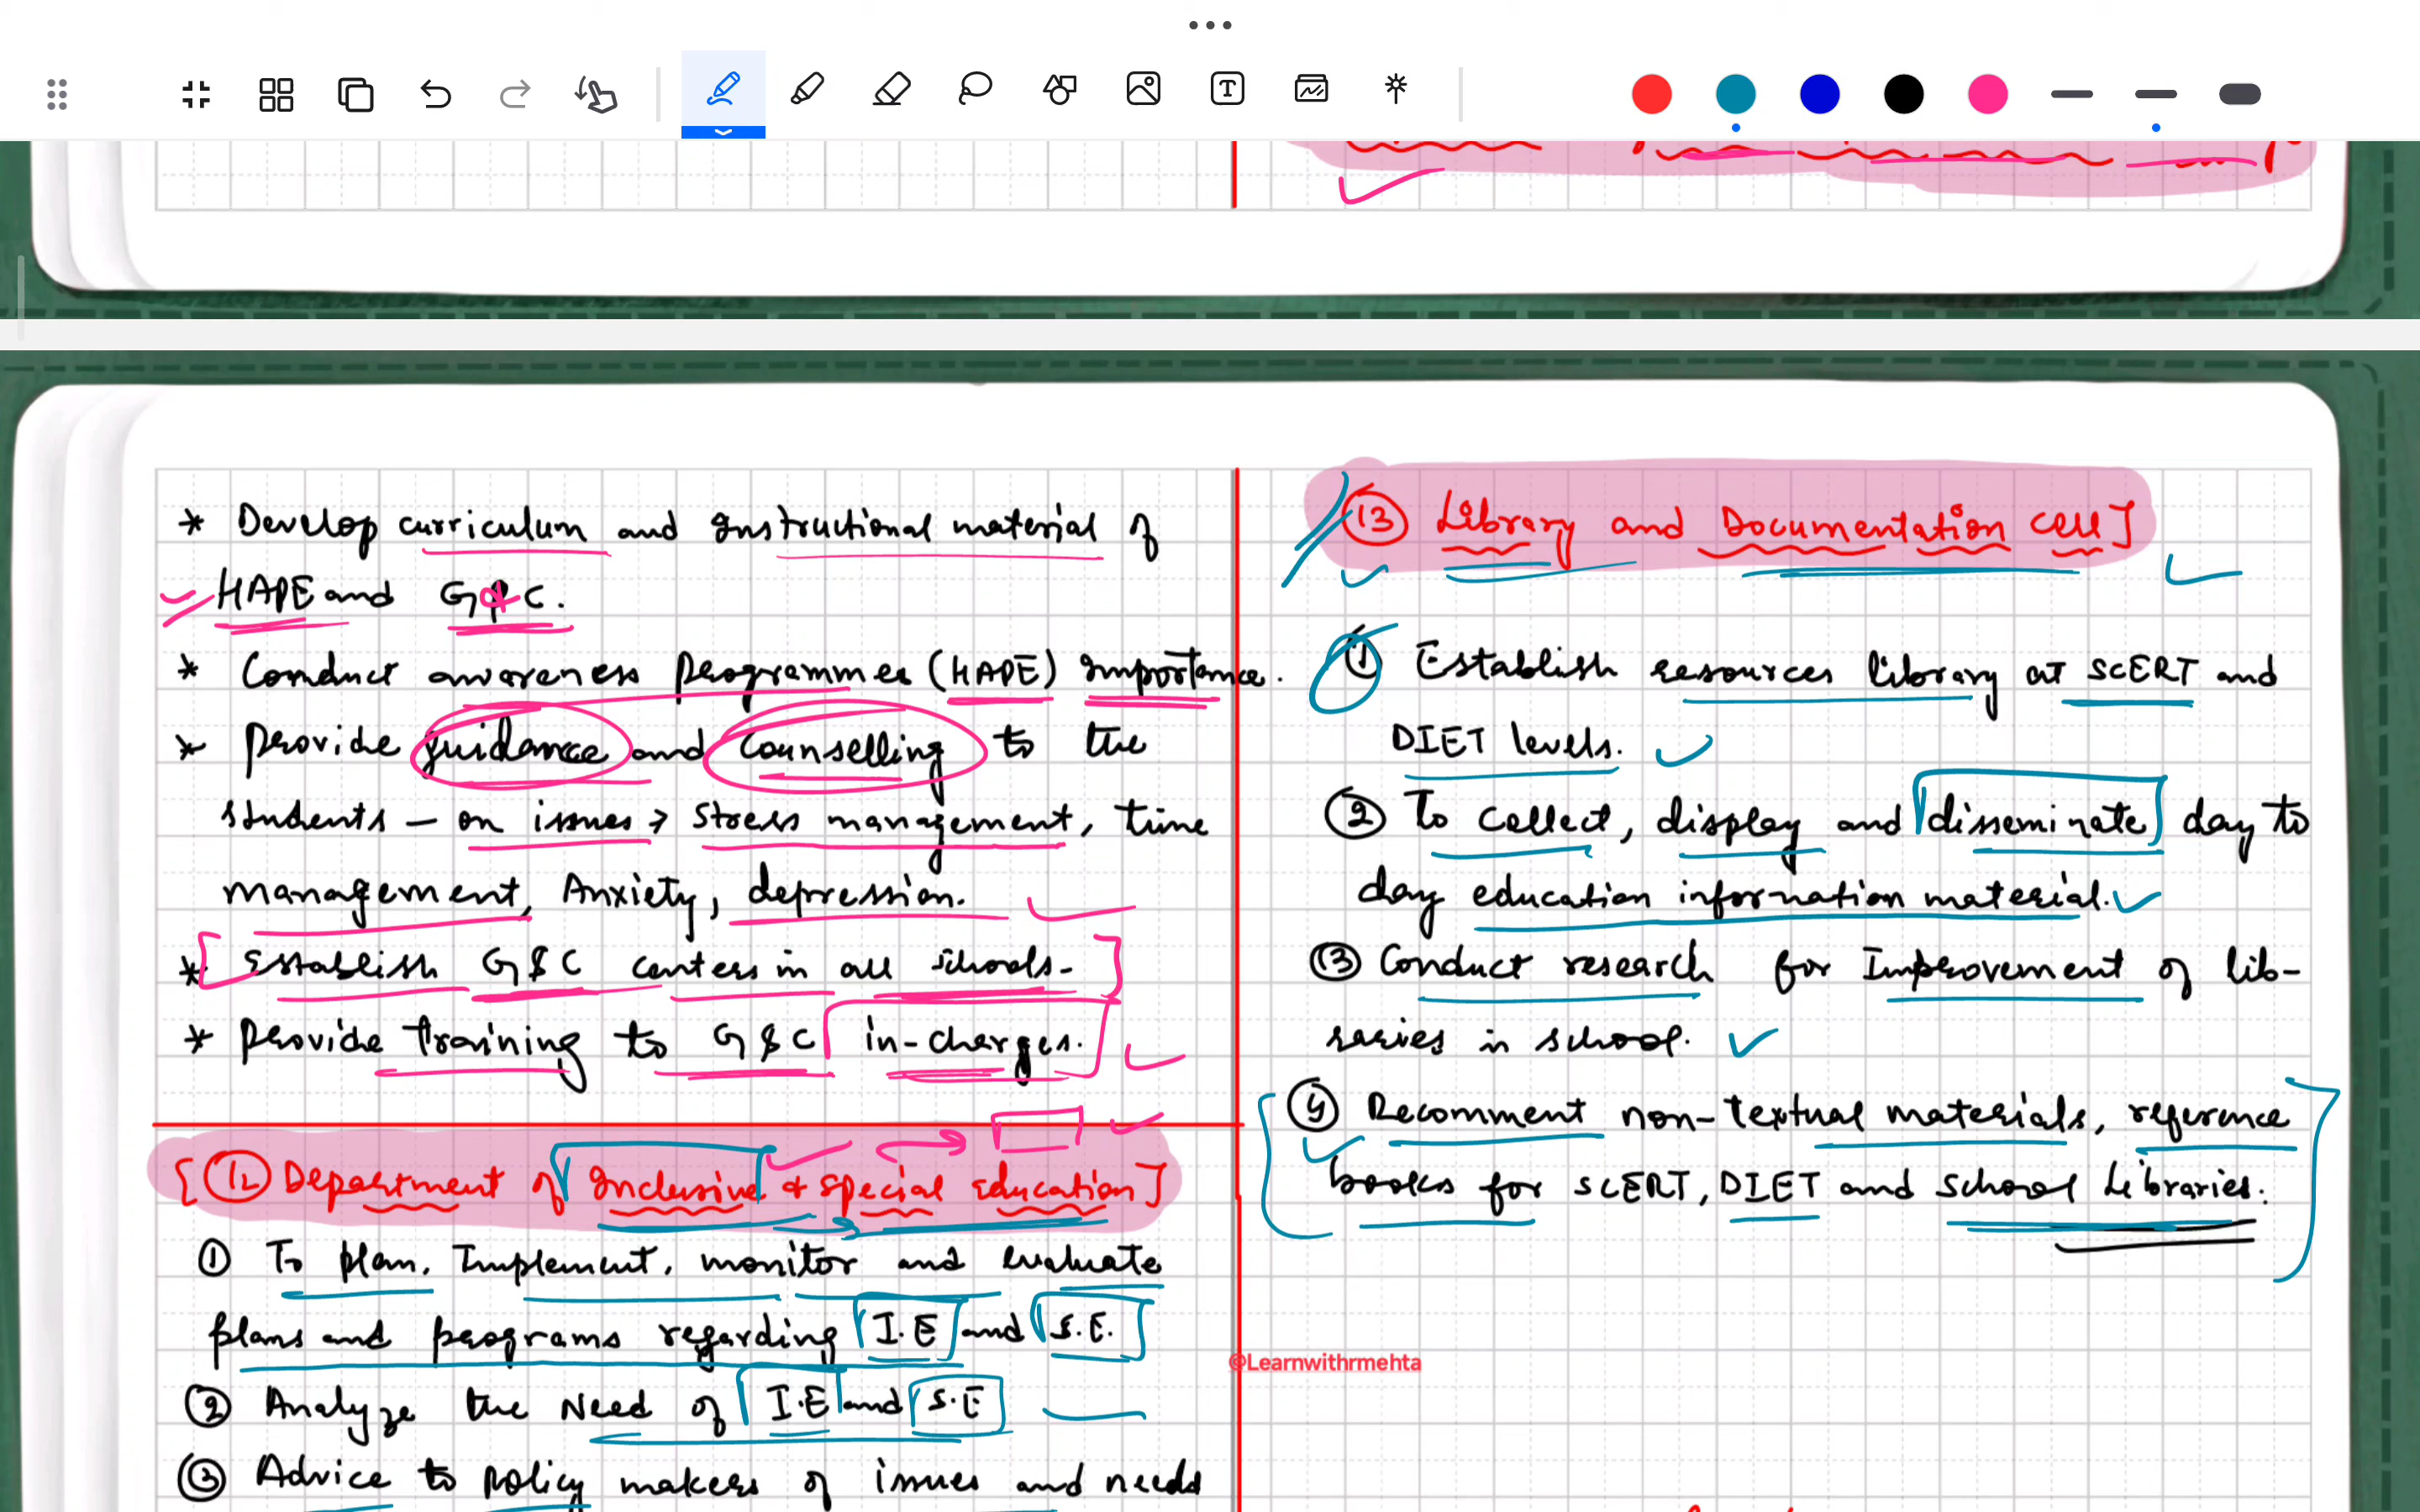 * Develop curriculum and Instructional material of
HAPE and G & C.
* Conduct awareness programmes (HAPE) importance.
* Provide guidance and counselling to the
students – on issues → stress management, time
management, Anxiety, depression.
* Establish G & C centers in all schools.
* Provide training to G & C in-charges.
[⑫ Department of Inclusive & special education]
① To plan, Implement, monitor and evaluate
plans and programs regarding I.E and S.E.
② Analyze the Need of I.E and S.E
③ Advice to policy makers of issues and needs
⑬ Library and Documentation cell]
① Establish resources library at SCERT and
DIET levels.
② To collect, display and disseminate day to
day education information material.
③ Conduct research for Improvement of lib-
raries in school.
④ Recomment non-textual materials, reference
books for SCERT, DIET and school Libraries.
@Learnwithrmehta